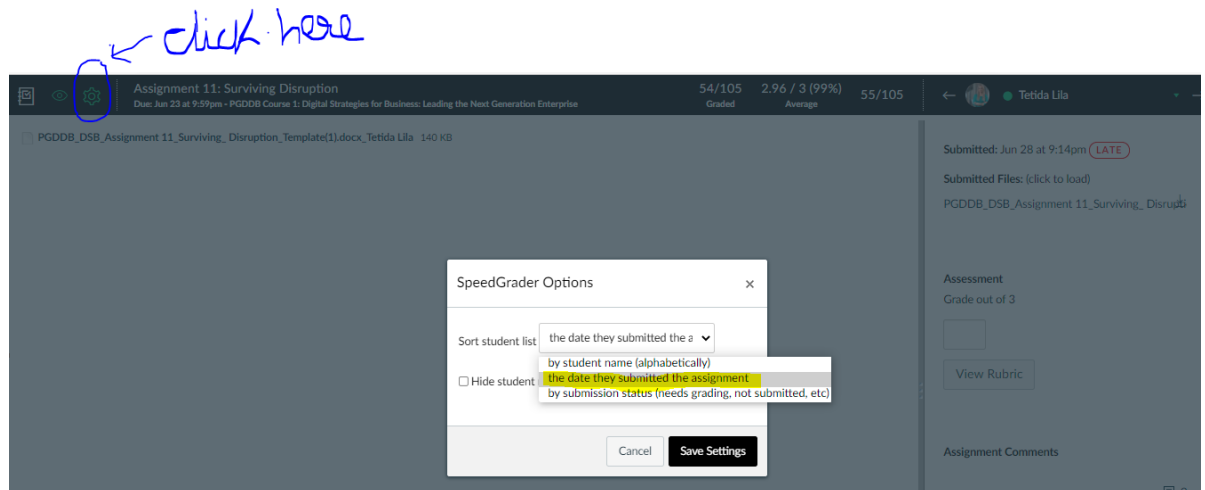 click here
Assignment 11: Surviving Disruption
Due: Jun 23 at 9:59pm - PGDDB Course 1: Digital Strategies for Business: Leading the Next Generation Enterprise
54/105
Graded
2.96 / 3 (99%)
Average
55/105
Tetida Lila
PGDDB_DSB_Assignment 11_Surviving_ Disruption_Template(1).docx_Tetida Lila 140 KB
Submitted: Jun 28 at 9:14pm LATE
Submitted Files: (click to load)
PGDDB_DSB_Assignment 11_Surviving_ Disrupti
Assessment
Grade out of 3
View Rubric
Assignment Comments
SpeedGrader Options
Sort student list the date they submitted the a
by student name (alphabetically)
the date they submitted the assignment
Hide student
by submission status (needs grading, not submitted, etc)
Cancel
Save Settings